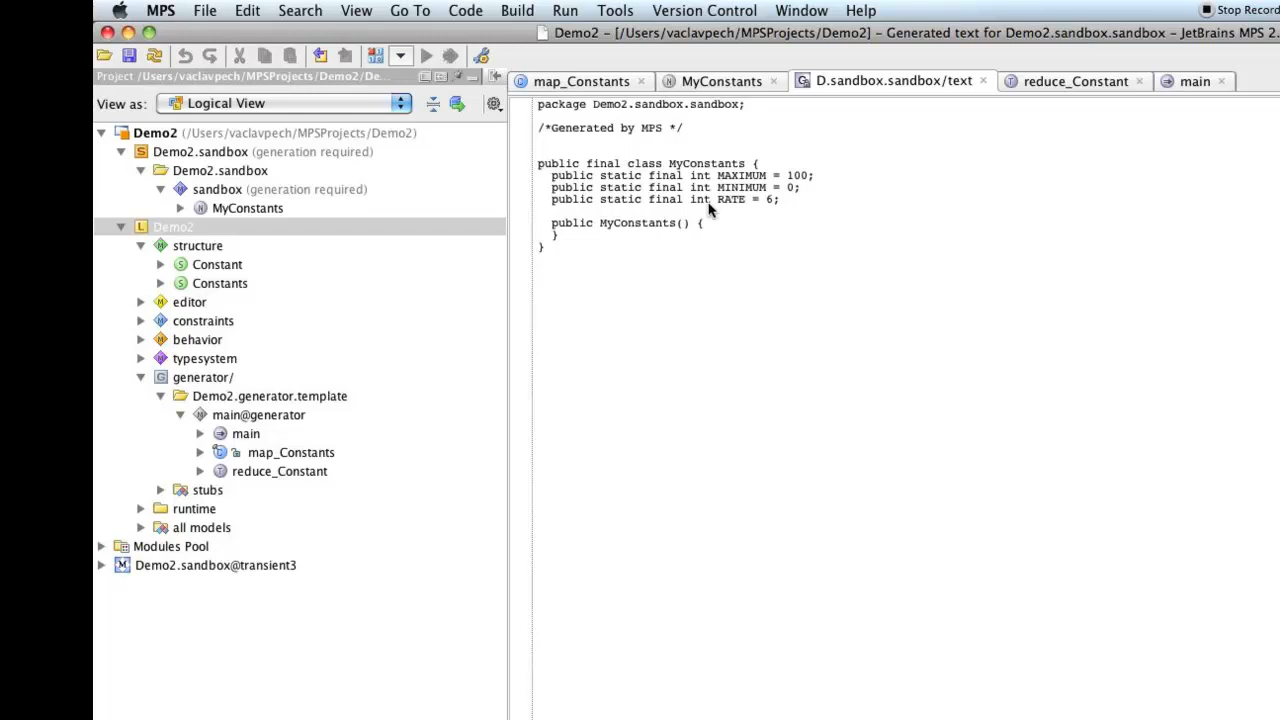 MPS File Edit Search View Go To Code Build Run Tools Version Control Window Help Stop Record
Demo2 – [/Users/vaclavpech/MPSProjects/Demo2] – Generated text for Demo2.sandbox.sandbox – JetBrains MPS 2.
Project /Users/vaclavpech/MPSProjects/Demo2/De...
map_Constants MyConstants D.sandbox.sandbox/text reduce_Constant main
View as: Logical View
Demo2 (/Users/vaclavpech/MPSProjects/Demo2)
Demo2.sandbox (generation required)
Demo2.sandbox
sandbox (generation required)
MyConstants
Demo2
structure
Constant
Constants
editor
constraints
behavior
typesystem
generator/
Demo2.generator.template
main@generator
main
map_Constants
reduce_Constant
stubs
runtime
all models
Modules Pool
Demo2.sandbox@transient3
package Demo2.sandbox.sandbox;
/*Generated by MPS */
public final class MyConstants {
public static final int MAXIMUM = 100;
public static final int MINIMUM = 0;
public static final int RATE = 6;
public MyConstants() {
}
}